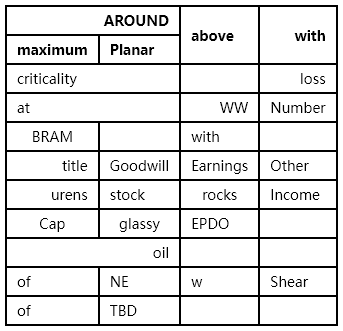 AROUND above with
maximum Planar
criticality loss
at WW Number
BRAM with
title Goodwill Earnings Other
urens stock rocks Income
Cap glassy EPDO
oil
of NE w Shear
of TBD